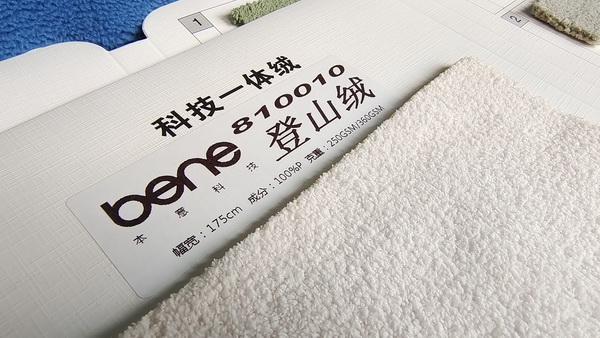 1
2
科技一体绒
bene 810010
本意科技 登山绒
幅宽：175cm 成分：100%P 克重：250GSM/360GSM